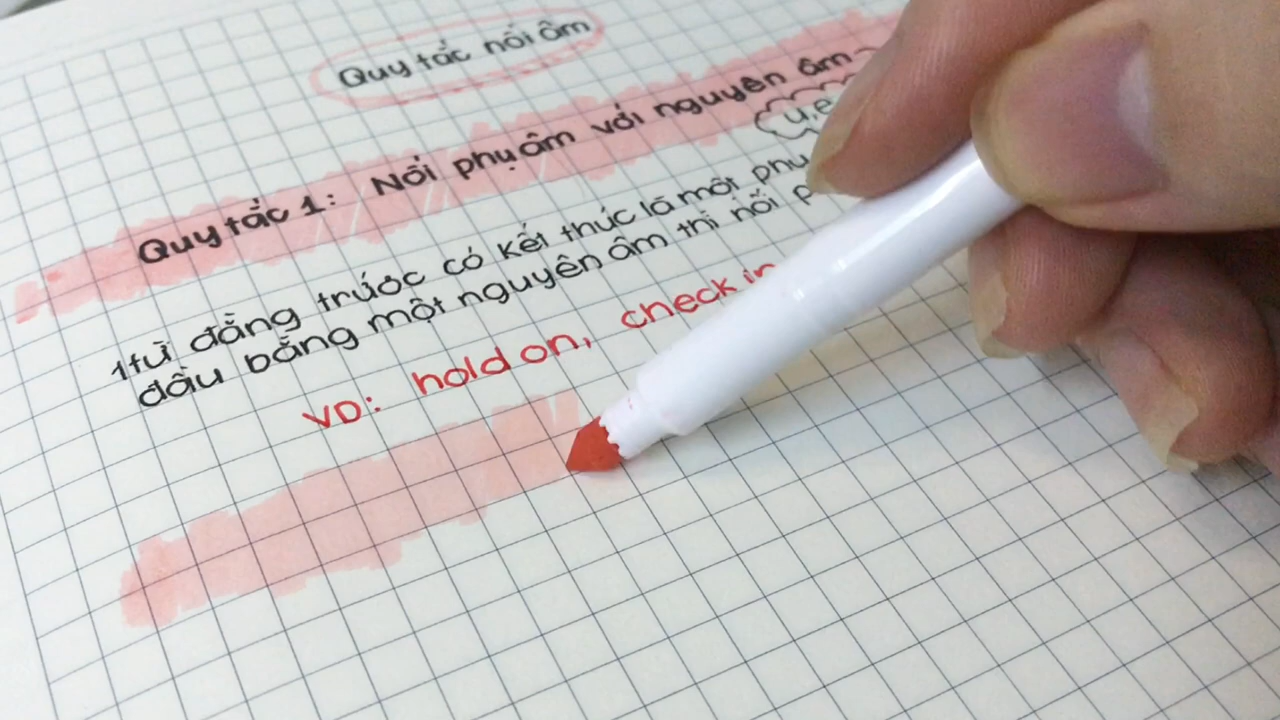 Quy tắc nối âm
Quy tắc 1: Nối phụ âm với nguyên âm
u,e
1 từ đằng trước có kết thúc là một phụ
đầu bằng một nguyên âm thì nối
VD: hold on, check in